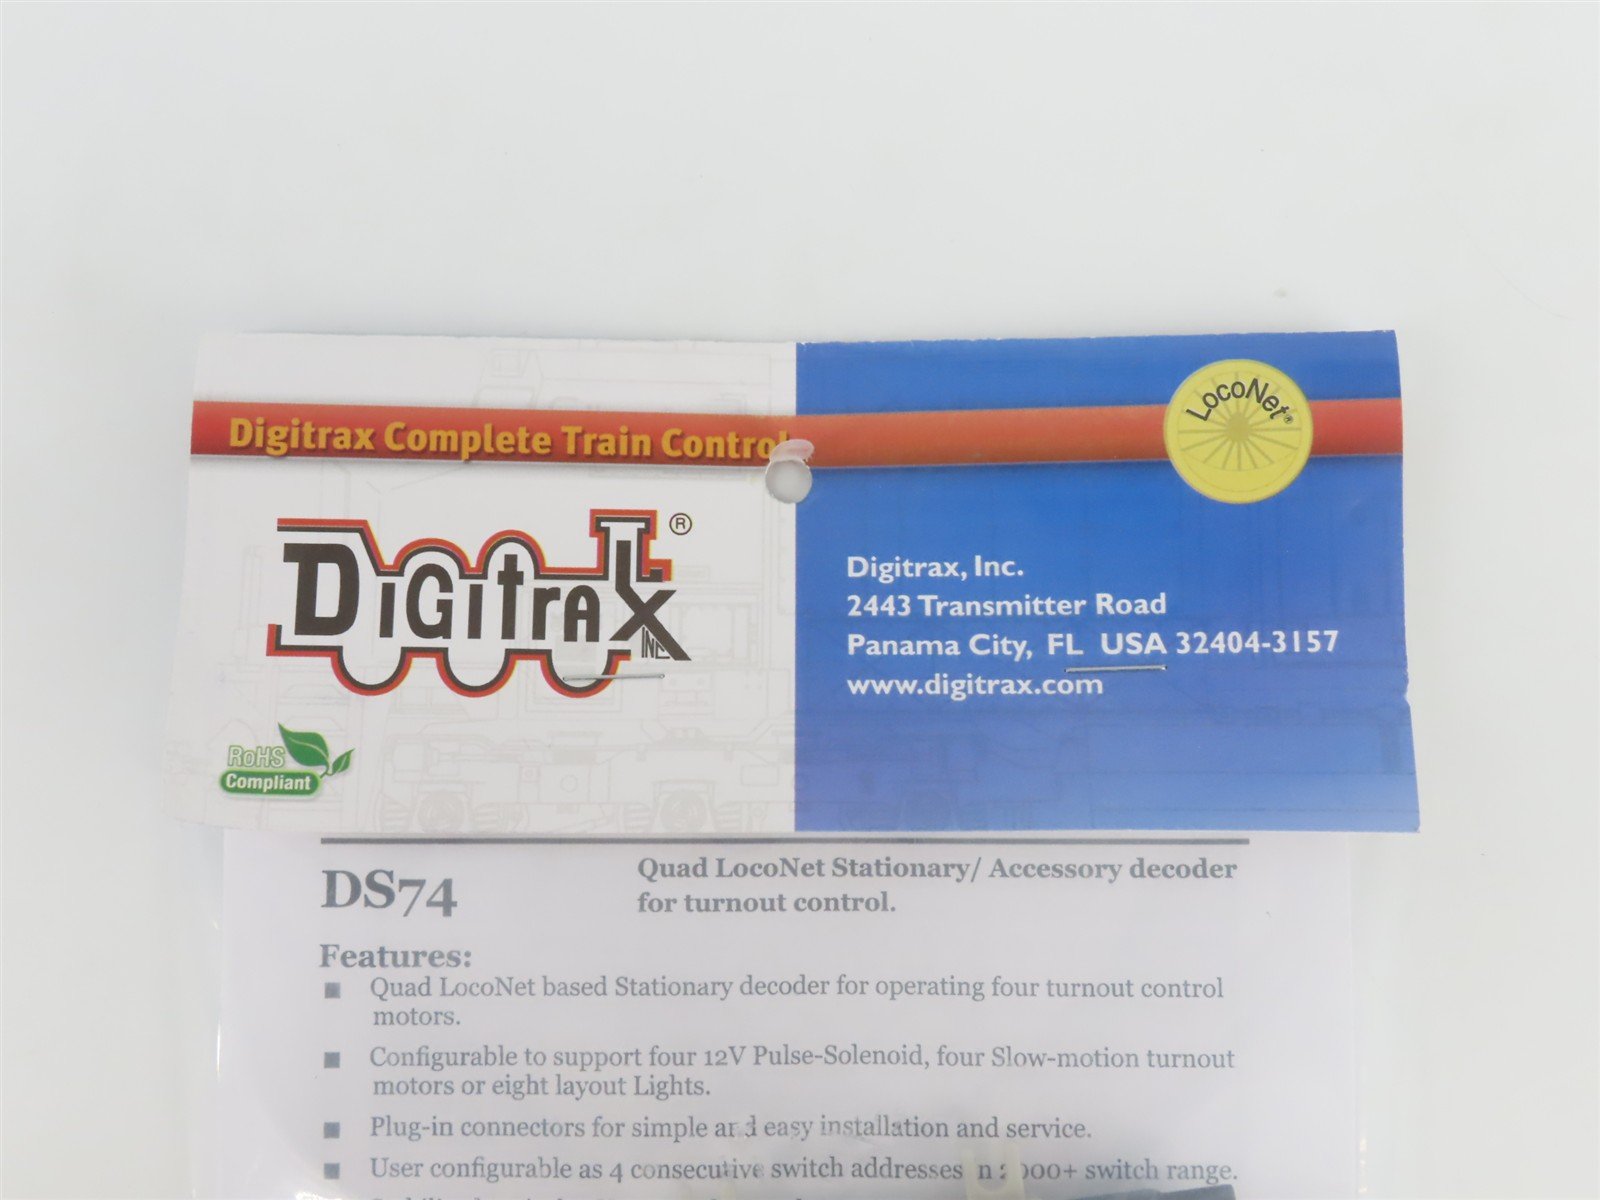 Digitrax Complete Train Control
LocoNet®
DiGitrAX ®
INC
Digitrax, Inc.
2443 Transmitter Road
Panama City, FL USA 32404-3157
www.digitrax.com
RoHS
Compliant
DS74
Quad LocoNet Stationary/ Accessory decoder
for turnout control.
Features:
■ Quad LocoNet based Stationary decoder for operating four turnout control
motors.
■ Configurable to support four 12V Pulse-Solenoid, four Slow-motion turnout
motors or eight layout Lights.
■ Plug-in connectors for simple and easy installation and service.
■ User configurable as 4 consecutive switch addresses in 2000+ switch range.